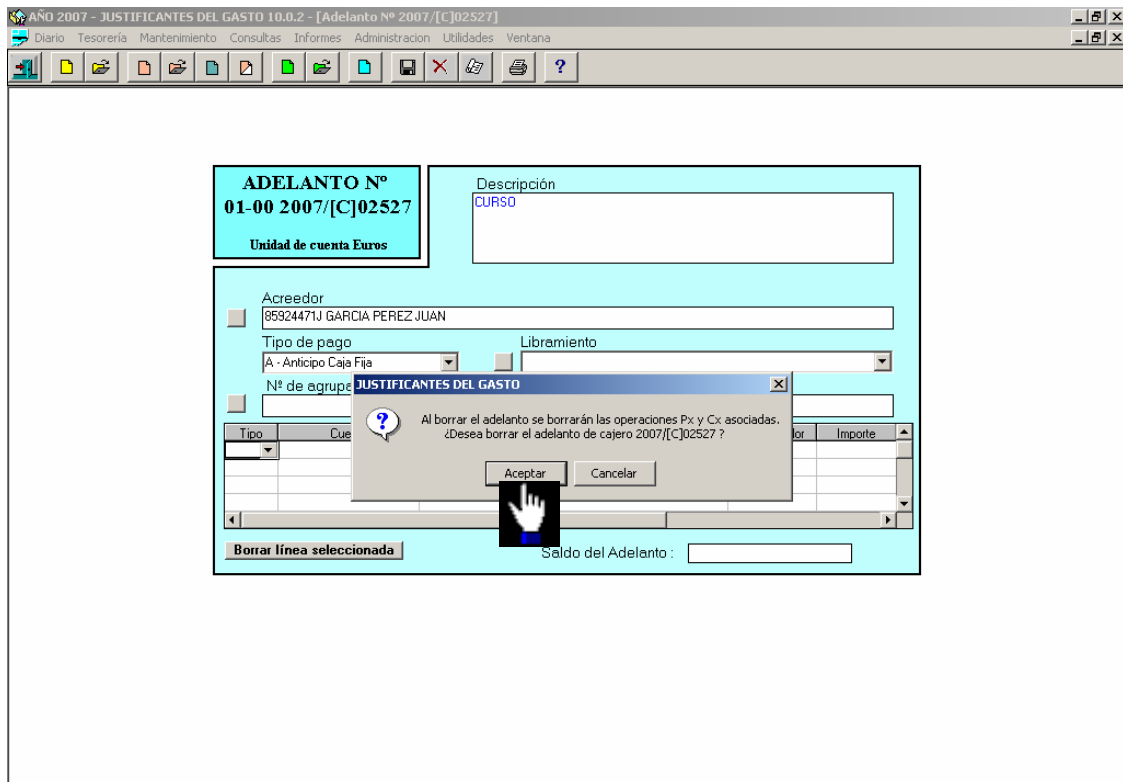 AÑO 2007 - JUSTIFICANTES DEL GASTO 10.0.2 - [Adelanto Nº 2007/[C]02527]
Diario Tesorería Mantenimiento Consultas Informes Administracion Utilidades Ventana
?
ADELANTO Nº
01-00 2007/[C]02527
Unidad de cuenta Euros
Descripción
CURSO
Acreedor
85924471J GARCIA PEREZ JUAN
Tipo de pago
Libramiento
A - Anticipo Caja Fija
Nº de agrupa
JUSTIFICANTES DEL GASTO
Al borrar el adelanto se borrarán las operaciones Px y Cx asociadas.
¿Desea borrar el adelanto de cajero 2007/[C]02527 ?
Aceptar Cancelar
Tipo Cue lor Importe
Borrar línea seleccionada
Saldo del Adelanto :